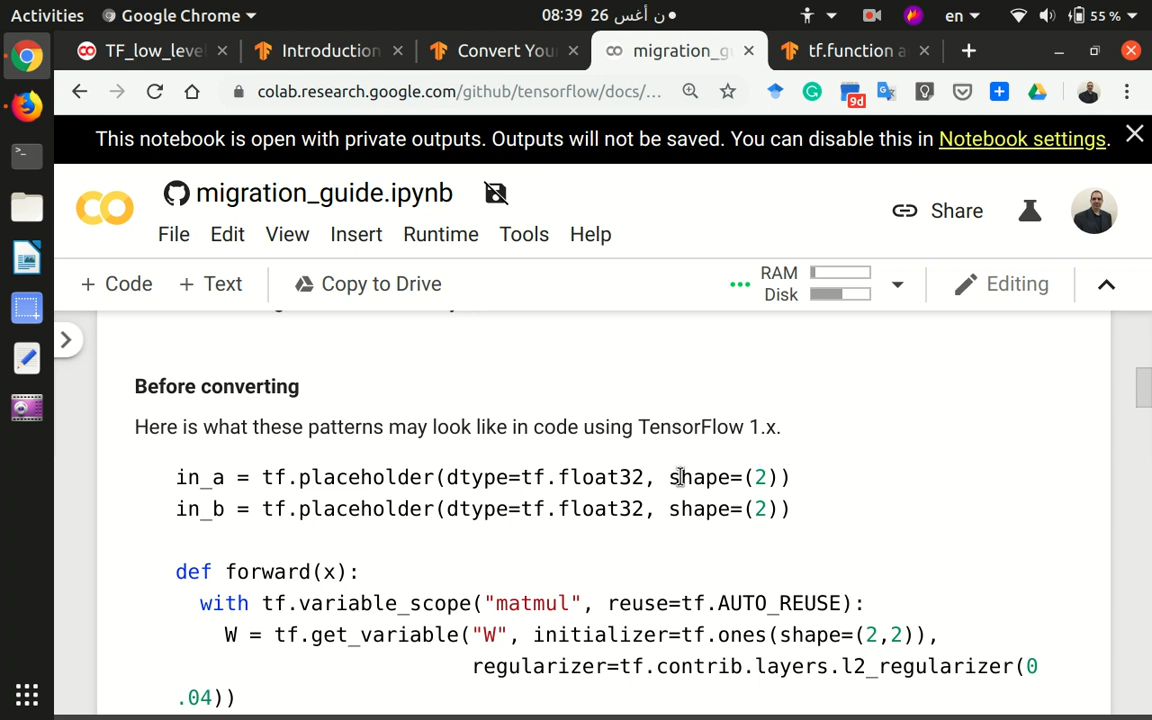 Activities Google Chrome ن أغس 26 08:39 en 55 %
TF_low_leve Introduction Convert You migration_g tf.function a
colab.research.google.com/github/tensorflow/docs/... 9d
This notebook is open with private outputs. Outputs will not be saved. You can disable this in Notebook settings.
migration_guide.ipynb
Share
File Edit View Insert Runtime Tools Help
+ Code + Text Copy to Drive RAM Disk Editing
Before converting
Here is what these patterns may look like in code using TensorFlow 1.x.
in_a = tf.placeholder(dtype=tf.float32, shape=(2))
in_b = tf.placeholder(dtype=tf.float32, shape=(2))
def forward(x):
with tf.variable_scope("matmul", reuse=tf.AUTO_REUSE):
W = tf.get_variable("W", initializer=tf.ones(shape=(2,2)),
regularizer=tf.contrib.layers.l2_regularizer(0
.04))